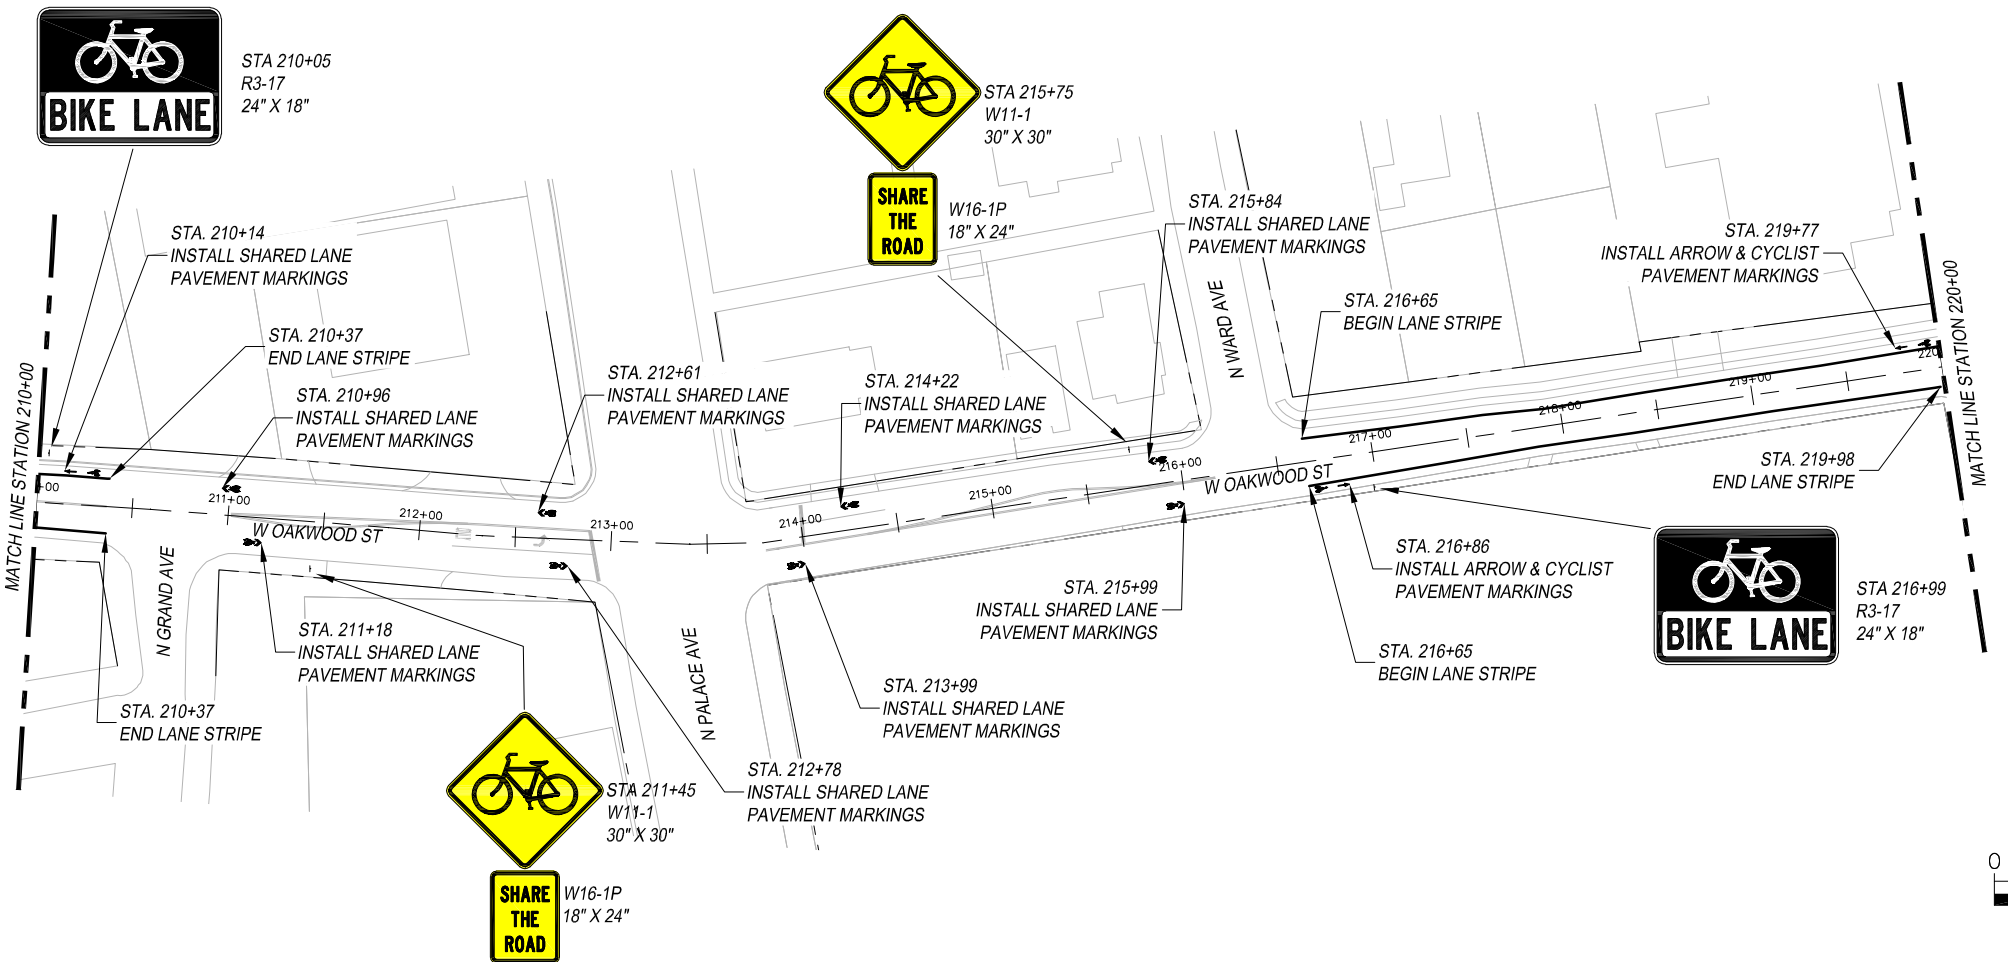 BIKE LANE
STA 210+05
R3-17
24" X 18"
STA 215+75
W11-1
30" X 30"
SHARE
THE
ROAD
W16-1P
18" X 24"
STA. 210+14
INSTALL SHARED LANE
PAVEMENT MARKINGS
STA. 215+84
INSTALL SHARED LANE
PAVEMENT MARKINGS
STA. 219+77
INSTALL ARROW & CYCLIST
PAVEMENT MARKINGS
STA. 210+37
END LANE STRIPE
STA. 216+65
BEGIN LANE STRIPE
STA. 210+96
INSTALL SHARED LANE
PAVEMENT MARKINGS
STA. 212+61
INSTALL SHARED LANE
PAVEMENT MARKINGS
STA. 214+22
INSTALL SHARED LANE
PAVEMENT MARKINGS
N WARD AVE
MATCH LINE STATION 210+00
MATCH LINE STATION 220+00
+00
211+00
212+00
213+00
214+00
215+00
216+00
217+00
218+00
219+00
220
W OAKWOOD ST
W OAKWOOD ST
STA. 219+98
END LANE STRIPE
N GRAND AVE
N PALACE AVE
STA. 211+18
INSTALL SHARED LANE
PAVEMENT MARKINGS
STA. 215+99
INSTALL SHARED LANE
PAVEMENT MARKINGS
STA. 216+86
INSTALL ARROW & CYCLIST
PAVEMENT MARKINGS
BIKE LANE
STA 216+99
R3-17
24" X 18"
STA. 216+65
BEGIN LANE STRIPE
STA. 210+37
END LANE STRIPE
STA. 213+99
INSTALL SHARED LANE
PAVEMENT MARKINGS
STA. 212+78
INSTALL SHARED LANE
PAVEMENT MARKINGS
STA 211+45
W11-1
30" X 30"
SHARE
THE
ROAD
W16-1P
18" X 24"
0